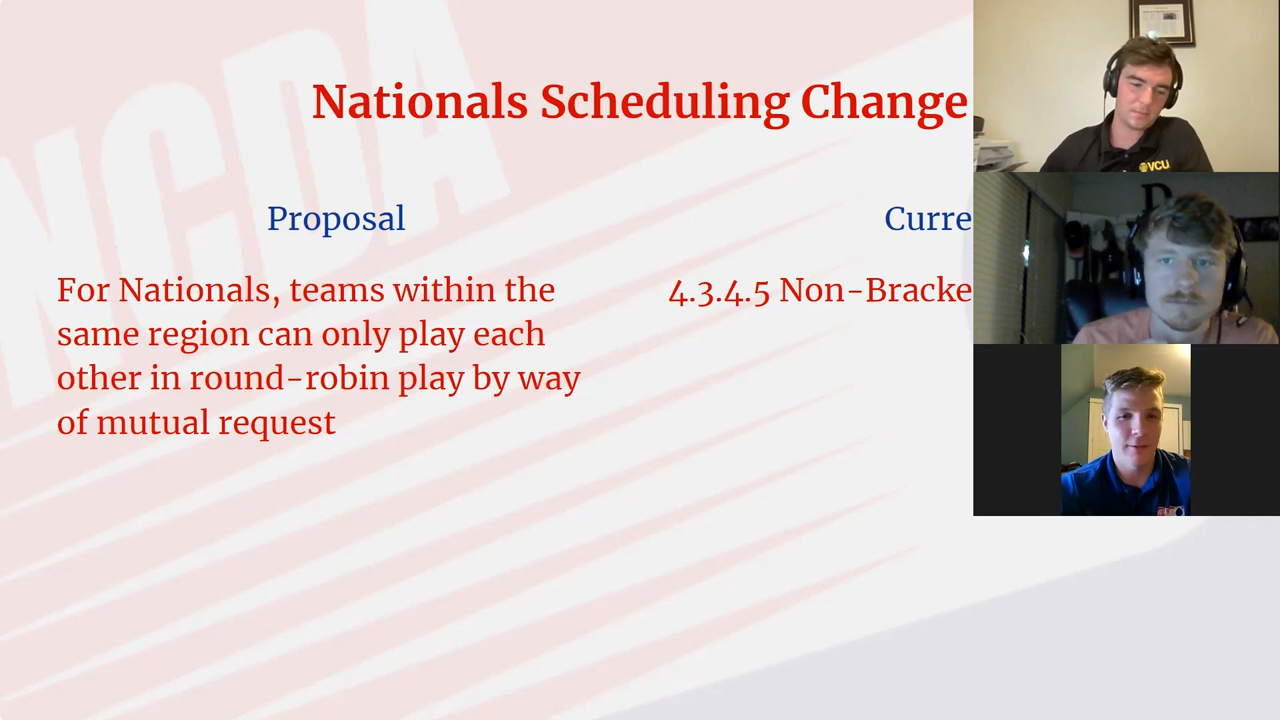 NCDA
Nationals Scheduling Change
Proposal
Curre
For Nationals, teams within the
same region can only play each
other in round-robin play by way
of mutual request
4.3.4.5 Non-Bracke
VCU